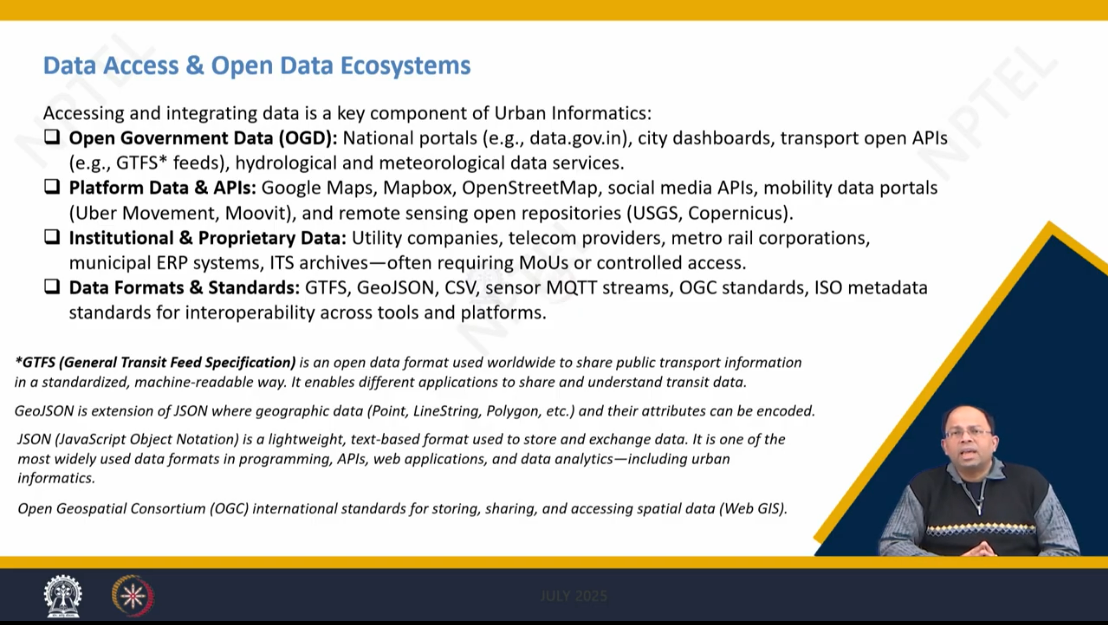 Data Access & Open Data Ecosystems
Accessing and integrating data is a key component of Urban Informatics:
❑ Open Government Data (OGD): National portals (e.g., data.gov.in), city dashboards, transport open APIs
(e.g., GTFS* feeds), hydrological and meteorological data services.
❑ Platform Data & APIs: Google Maps, Mapbox, OpenStreetMap, social media APIs, mobility data portals
(Uber Movement, Moovit), and remote sensing open repositories (USGS, Copernicus).
❑ Institutional & Proprietary Data: Utility companies, telecom providers, metro rail corporations,
municipal ERP systems, ITS archives—often requiring MoUs or controlled access.
❑ Data Formats & Standards: GTFS, GeoJSON, CSV, sensor MQTT streams, OGC standards, ISO metadata
standards for interoperability across tools and platforms.
*GTFS (General Transit Feed Specification) is an open data format used worldwide to share public transport information
in a standardized, machine-readable way. It enables different applications to share and understand transit data.
GeoJSON is extension of JSON where geographic data (Point, LineString, Polygon, etc.) and their attributes can be encoded.
JSON (JavaScript Object Notation) is a lightweight, text-based format used to store and exchange data. It is one of the
most widely used data formats in programming, APIs, web applications, and data analytics—including urban
informatics.
Open Geospatial Consortium (OGC) international standards for storing, sharing, and accessing spatial data (Web GIS).
NPTEL
NPTEL
NPTEL
JULY 2025